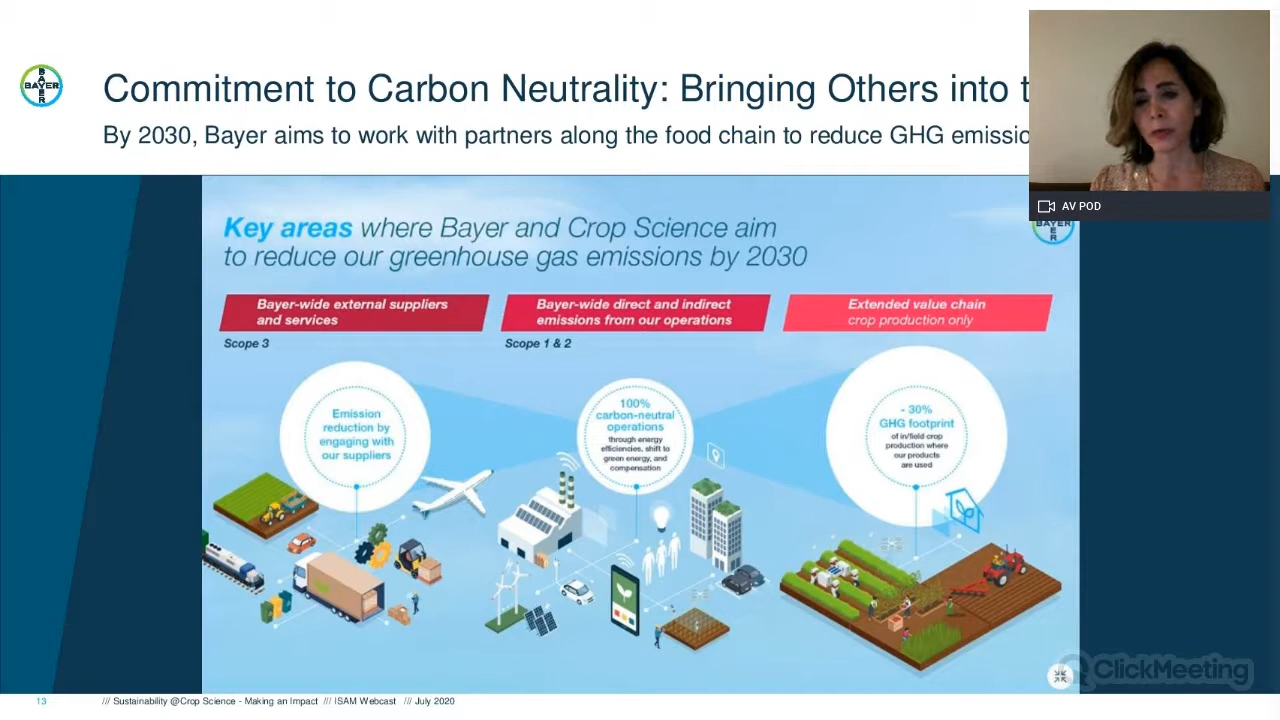 BAYER
Commitment to Carbon Neutrality: Bringing Others into t
By 2030, Bayer aims to work with partners along the food chain to reduce GHG emissio
AV POD
BAYER
Key areas where Bayer and Crop Science aim
to reduce our greenhouse gas emissions by 2030
Bayer-wide external suppliers
and services
Scope 3
Bayer-wide direct and indirect
emissions from our operations
Scope 1 & 2
Extended value chain
crop production only
Emission
reduction by
engaging with
our suppliers
100%
carbon-neutral
operations
through energy
efficiencies, shift to
green energy, and
compensation
- 30%
GHG footprint
of in/field crop
production where
our products
are used
ClickMeeting
13
/// Sustainability @Crop Science - Making an Impact /// ISAM Webcast /// July 2020